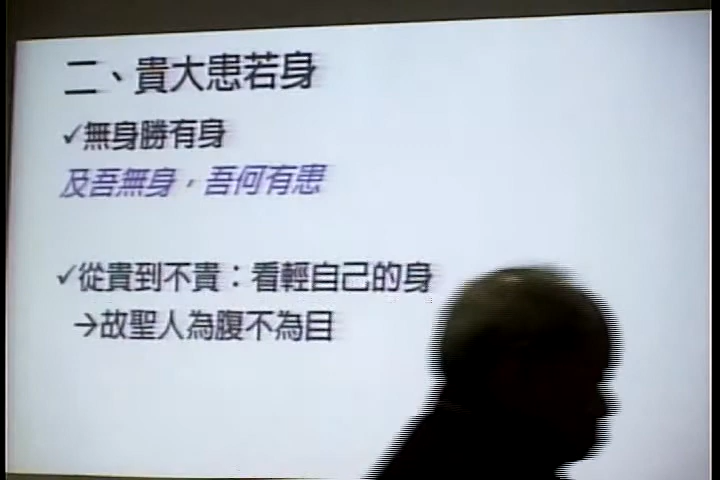 二、貴大患若身
✓無身勝有身
及吾無身，吾何有患
✓從貴到不貴：看輕自己的身
→故聖人為腹不為目